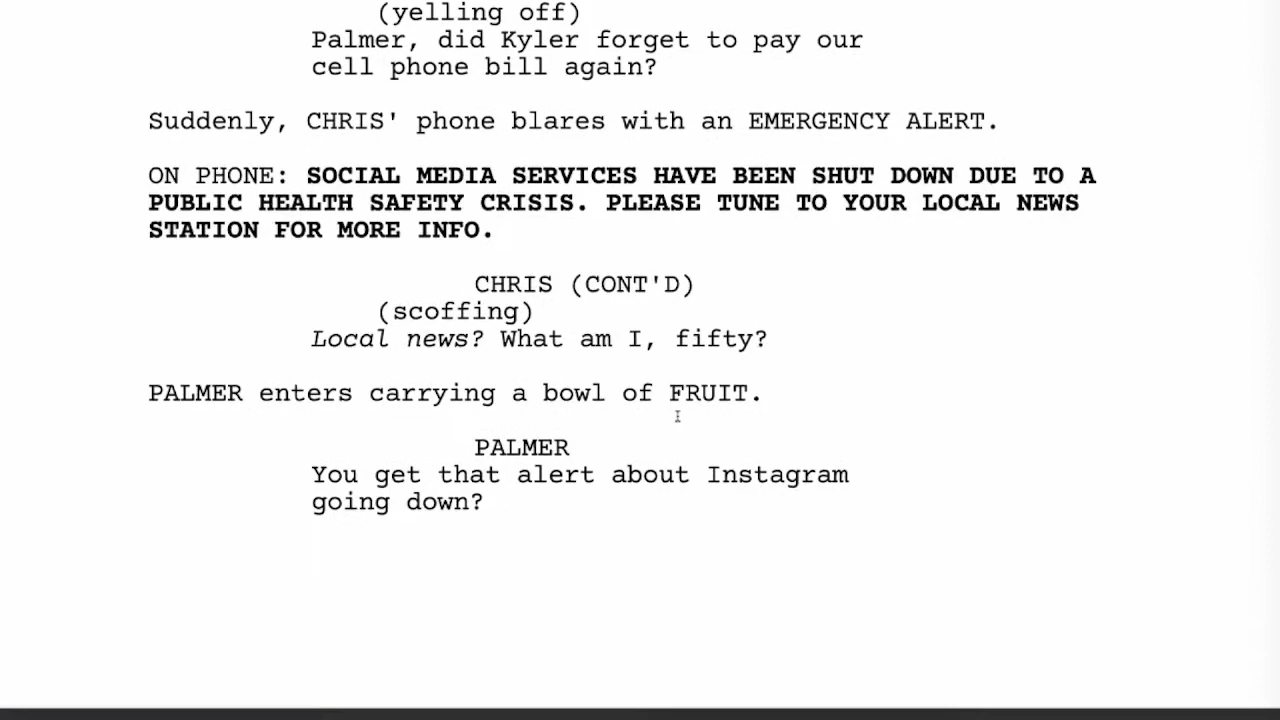 (yelling off)
Palmer, did Kyler forget to pay our
cell phone bill again?
Suddenly, CHRIS' phone blares with an EMERGENCY ALERT.
ON PHONE: SOCIAL MEDIA SERVICES HAVE BEEN SHUT DOWN DUE TO A
PUBLIC HEALTH SAFETY CRISIS. PLEASE TUNE TO YOUR LOCAL NEWS
STATION FOR MORE INFO.
CHRIS (CONT'D)
(scoffing)
Local news? What am I, fifty?
PALMER enters carrying a bowl of FRUIT.
PALMER
You get that alert about Instagram
going down?